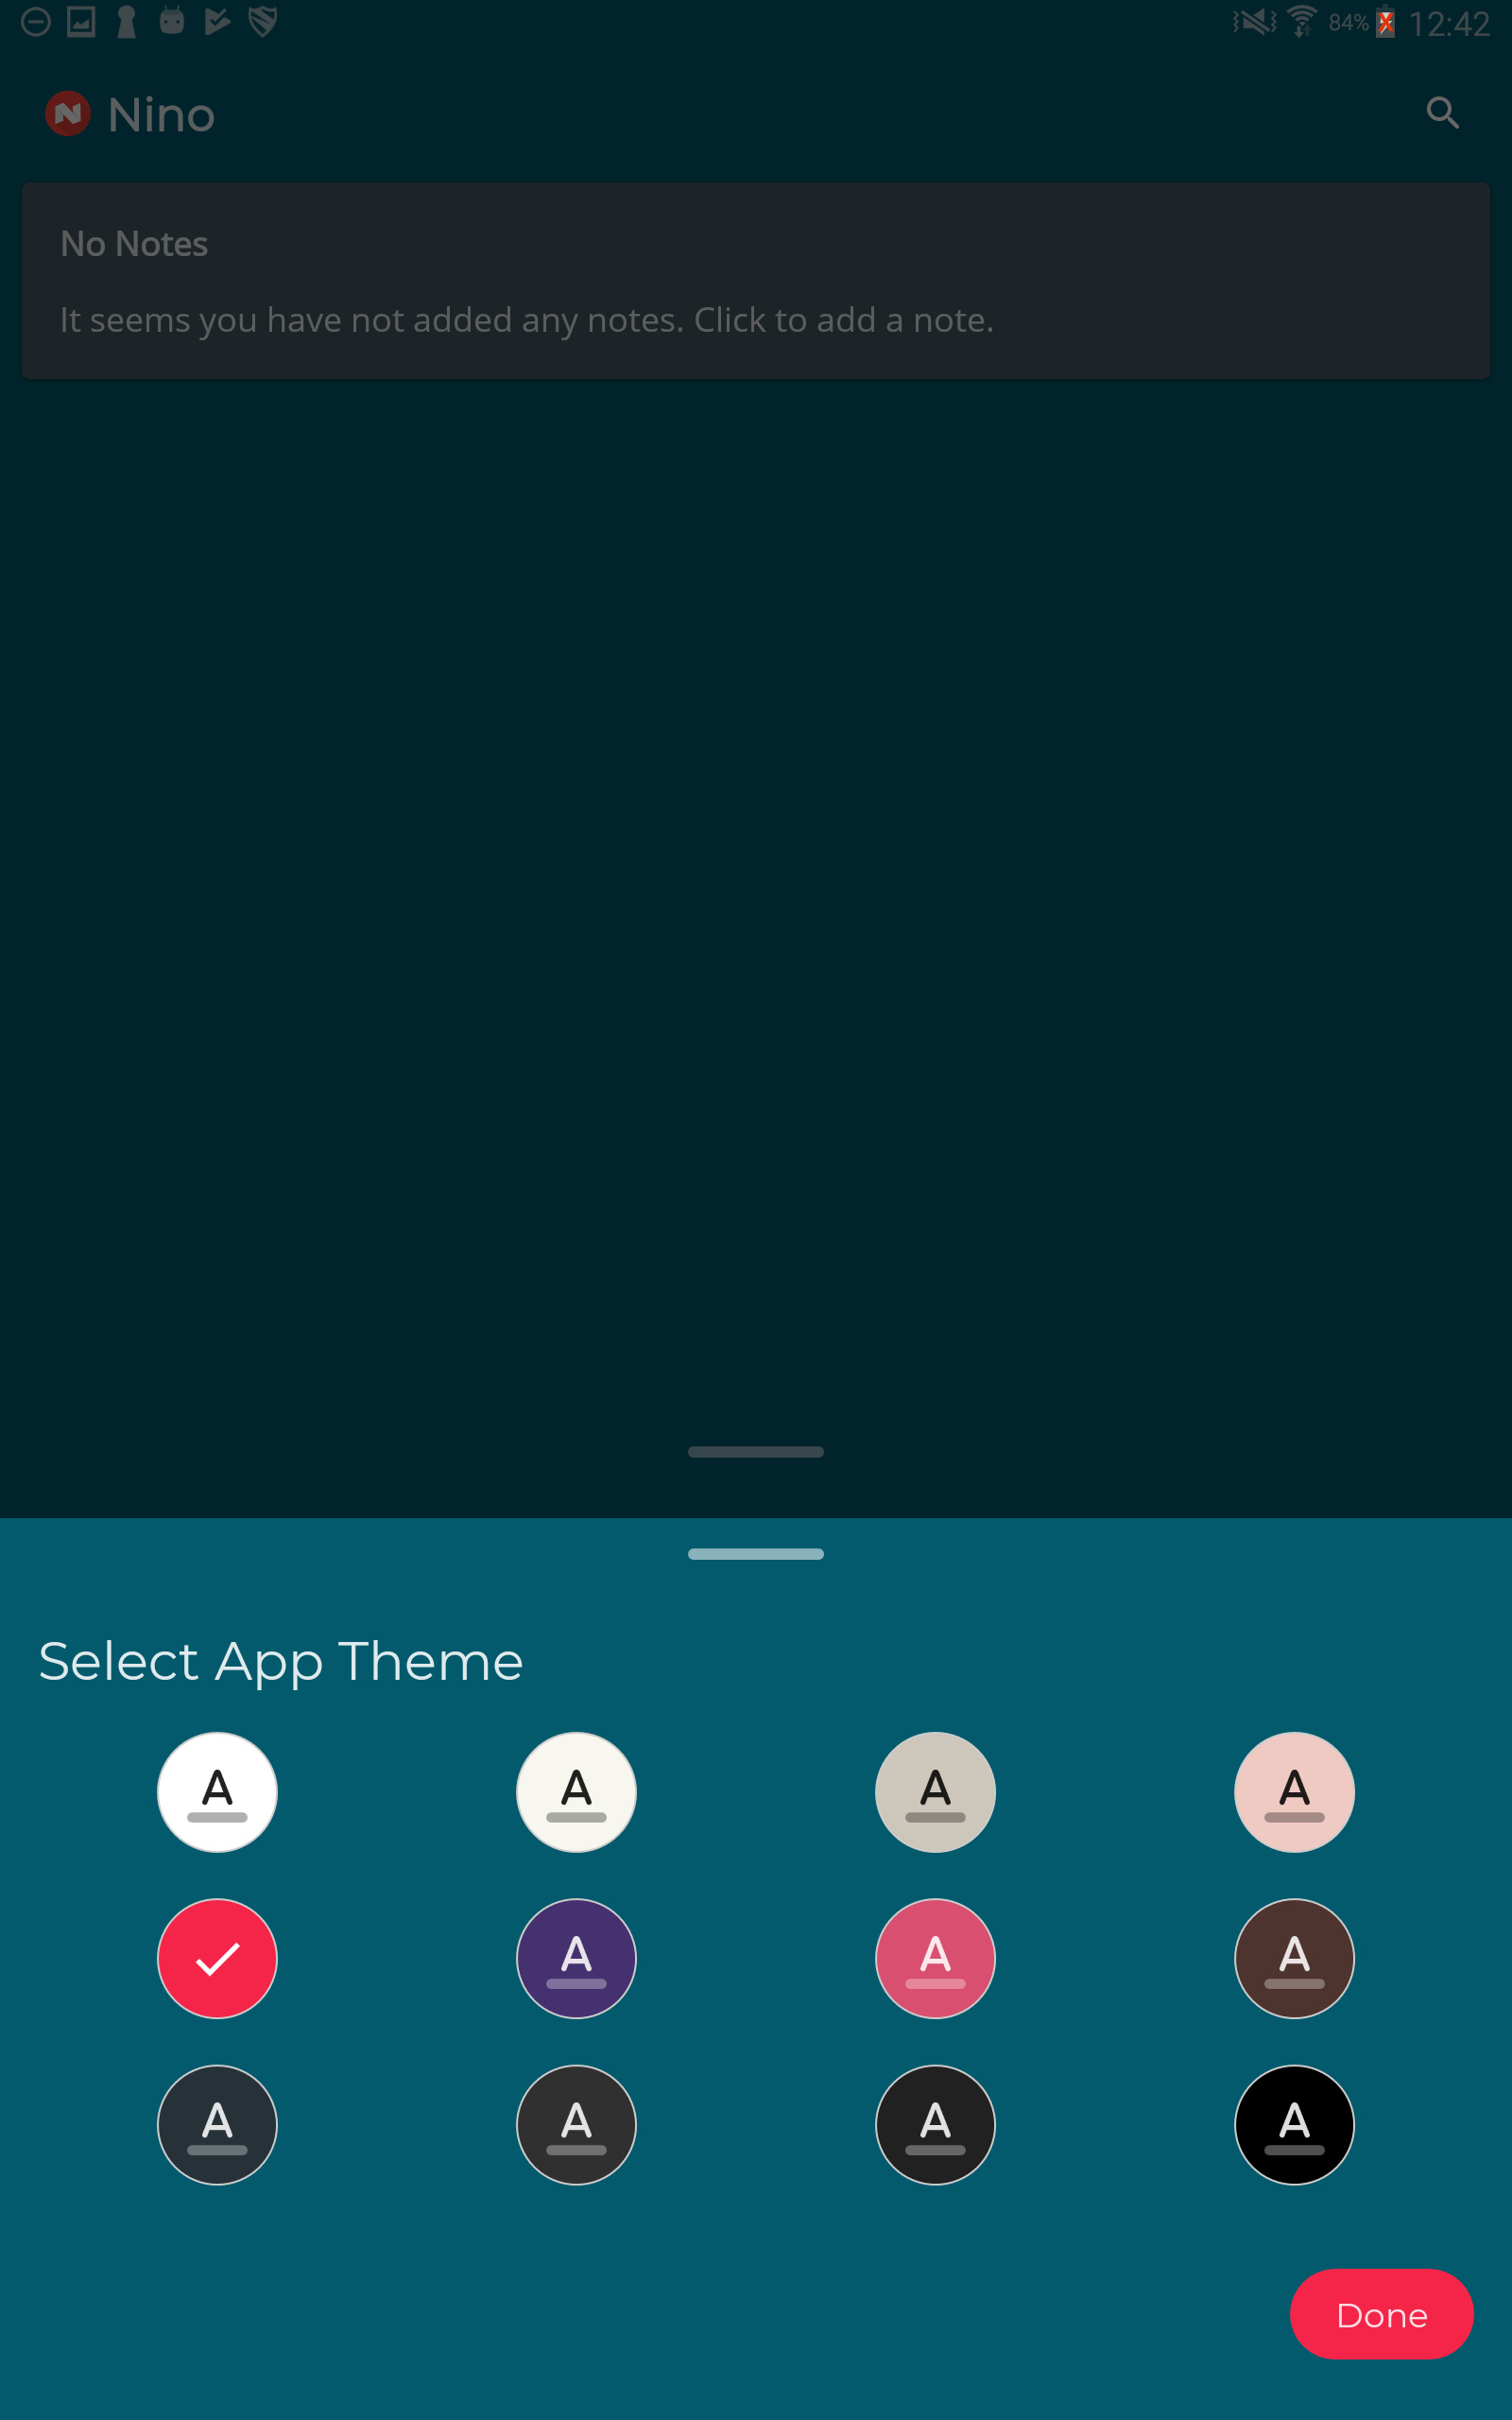 84% 12:42
N Nino
No Notes
It seems you have not added any notes. Click to add a note.
Select App Theme
A A A A
A A A
A A A A
Done